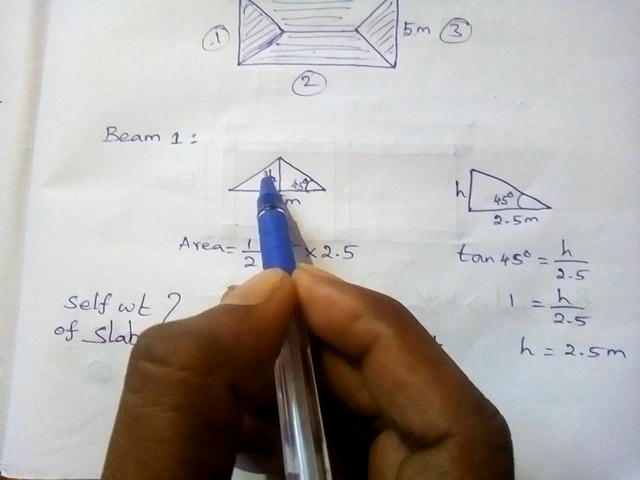 1
5m 3
2
Beam 1:
h 45°
m
h 45°
2.5m
Area = 1/2 × 2.5
tan 45° = h/2.5
1 = h/2.5
h = 2.5m
Self wt ?
of Slab